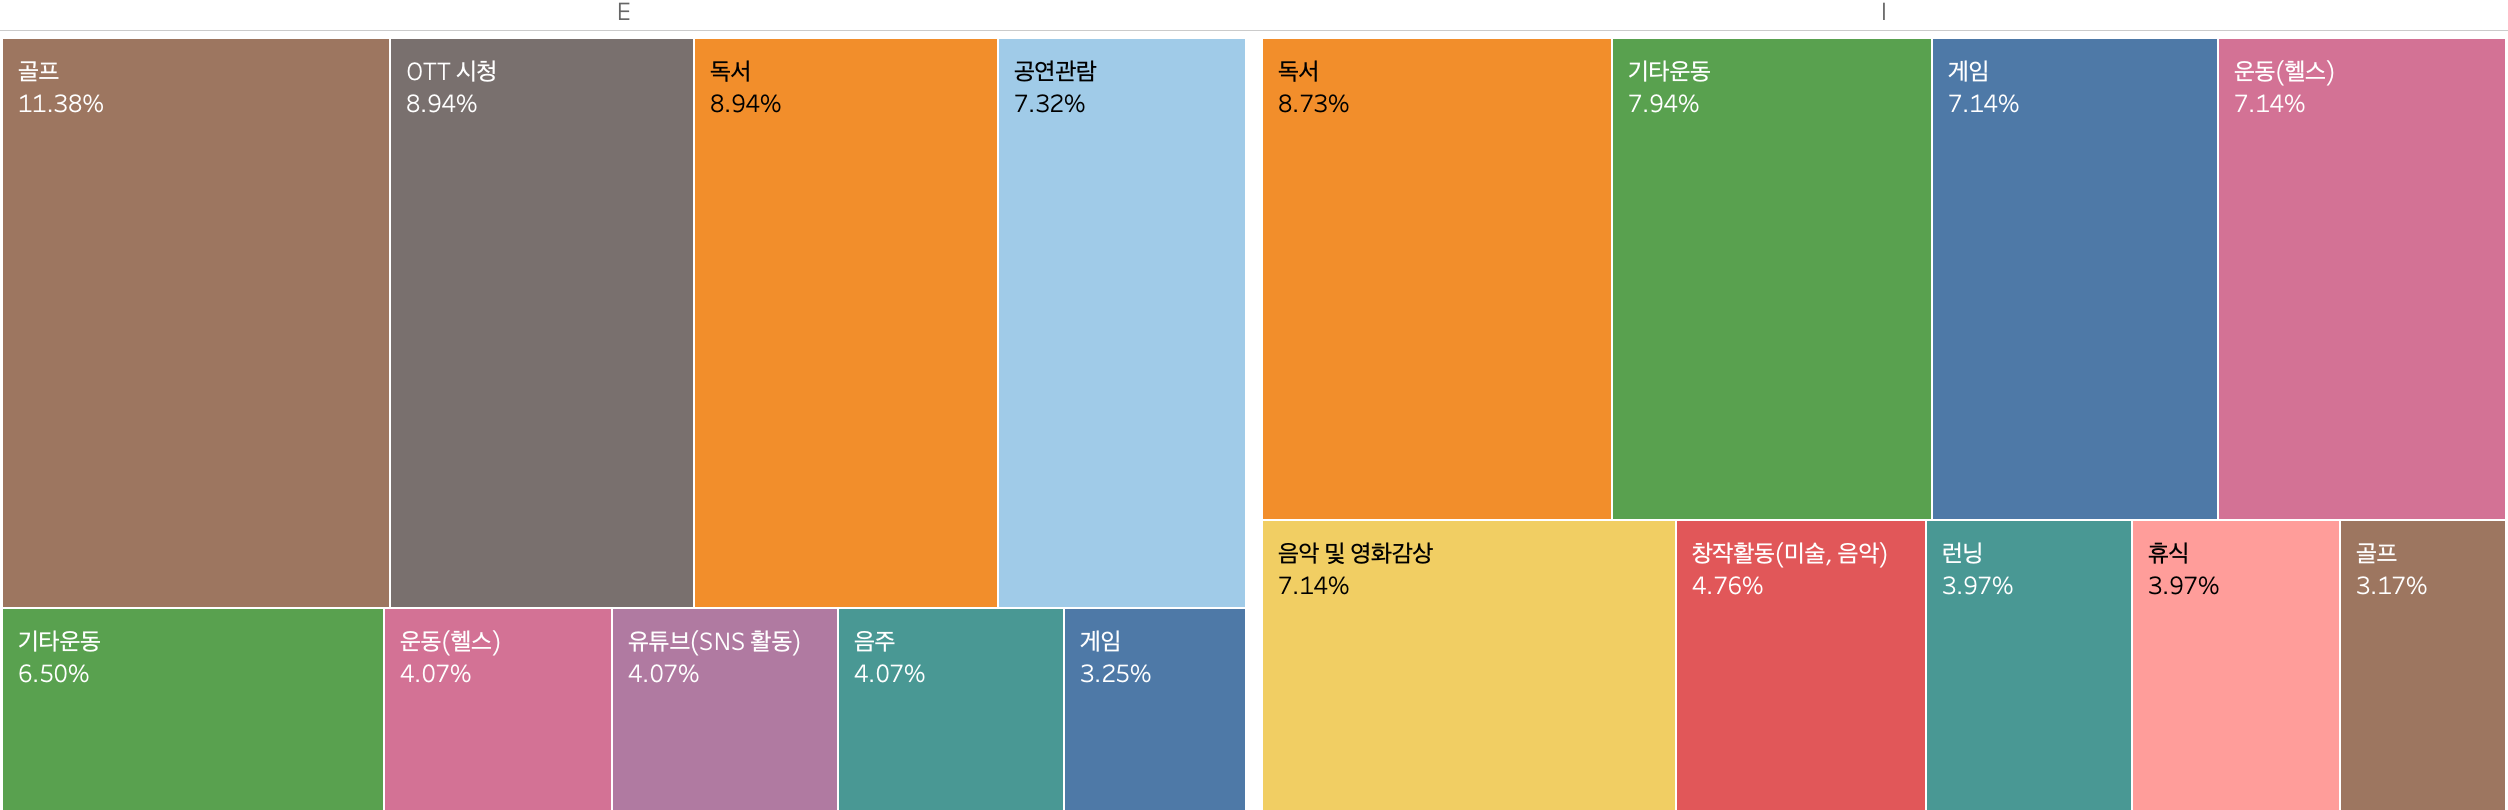 E
골프
11.38%
OTT 시청
8.94%
독서
8.94%
공연관람
7.32%
기타운동
6.50%
운동(헬스)
4.07%
유튜브(SNS 활동)
4.07%
음주
4.07%
게임
3.25%
I
독서
8.73%
기타운동
7.94%
게임
7.14%
운동(헬스)
7.14%
음악 및 영화감상
7.14%
창작활동(미술, 음악)
4.76%
런닝
3.97%
휴식
3.97%
골프
3.17%